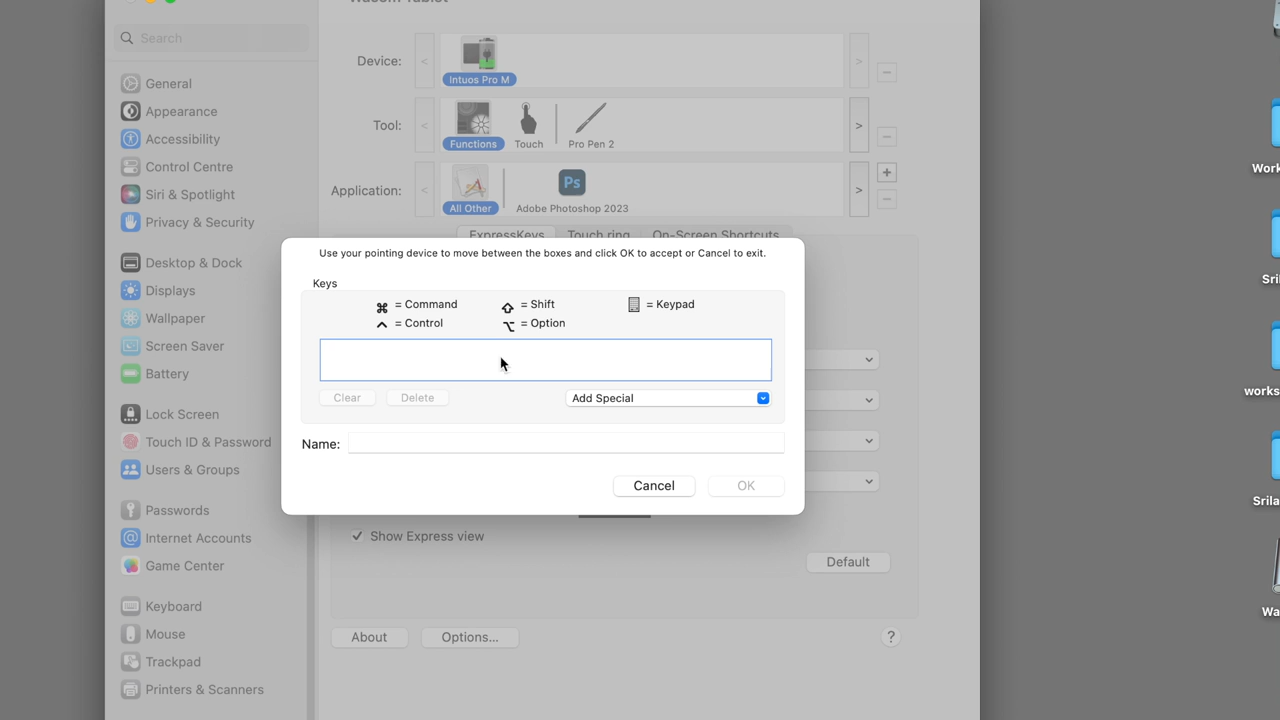 Wacom Tablet
Search
General
Appearance
Accessibility
Control Centre
Siri & Spotlight
Privacy & Security
Desktop & Dock
Displays
Wallpaper
Screen Saver
Battery
Lock Screen
Touch ID & Password
Users & Groups
Passwords
Internet Accounts
Game Center
Keyboard
Mouse
Trackpad
Printers & Scanners
Device:
<
Intuos Pro M
>
Tool:
<
Functions
Touch
Pro Pen 2
>
Application:
<
All Other
Ps
Adobe Photoshop 2023
>
+
ExpressKeys Touch ring On-Screen Shortcuts
Use your pointing device to move between the boxes and click OK to accept or Cancel to exit.
Keys
⌘ = Command
⇧ = Shift
= Keypad
^ = Control
⌥ = Option
Clear
Delete
Add Special
Name:
Cancel
OK
Show Express view
Default
About
Options...
?